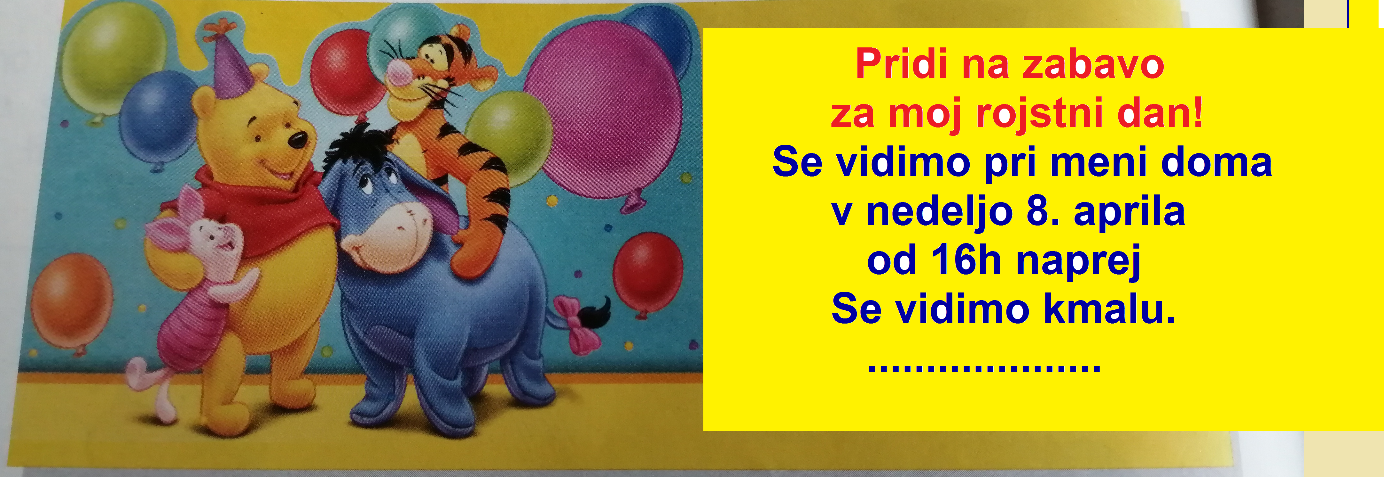 Pridi na zabavo
za moj rojstni dan!
Se vidimo pri meni doma
v nedeljo 8. aprila
od 16h naprej
Se vidimo kmalu.
....................